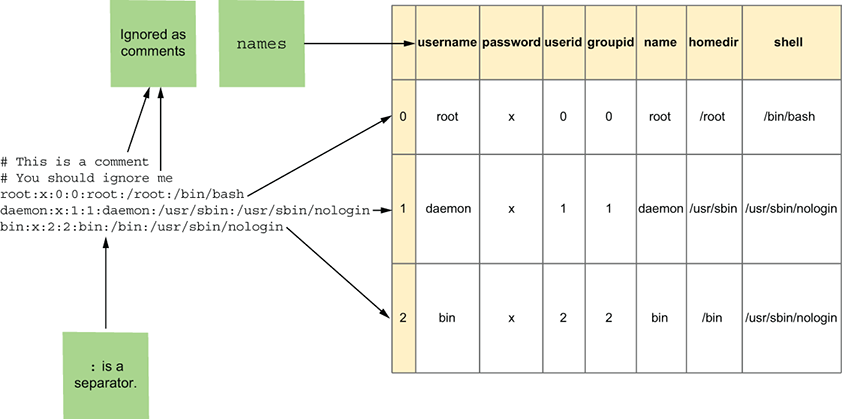 Ignored as
comments
names
# This is a comment
# You should ignore me
root:x:0:0:root:/root:/bin/bash
daemon:x:1:1:daemon:/usr/sbin:/usr/sbin/nologin
bin:x:2:2:bin:/bin:/usr/sbin/nologin
: is a
separator.
username password userid groupid name homedir shell
0 root x 0 0 root /root /bin/bash
1 daemon x 1 1 daemon /usr/sbin /usr/sbin/nologin
2 bin x 2 2 bin /bin /usr/sbin/nologin